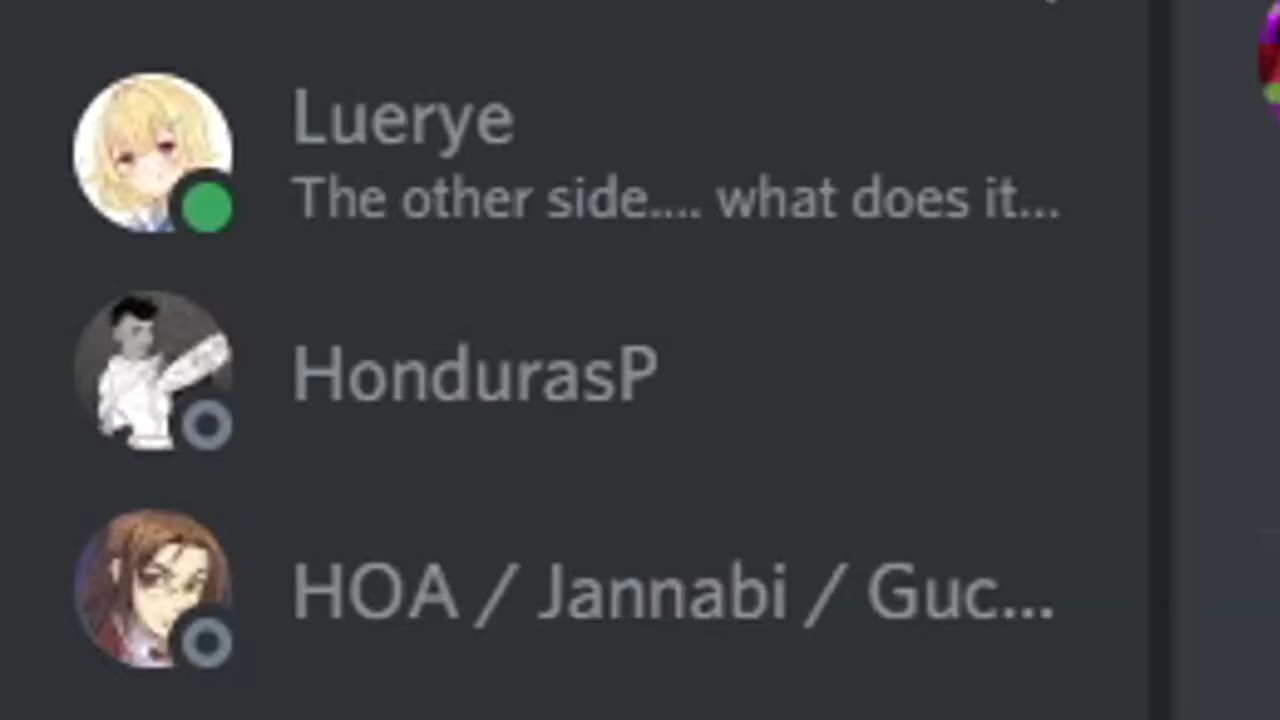 Luerye
The other side.... what does it...
HondurasP
HOA / Jannabi / Guc...